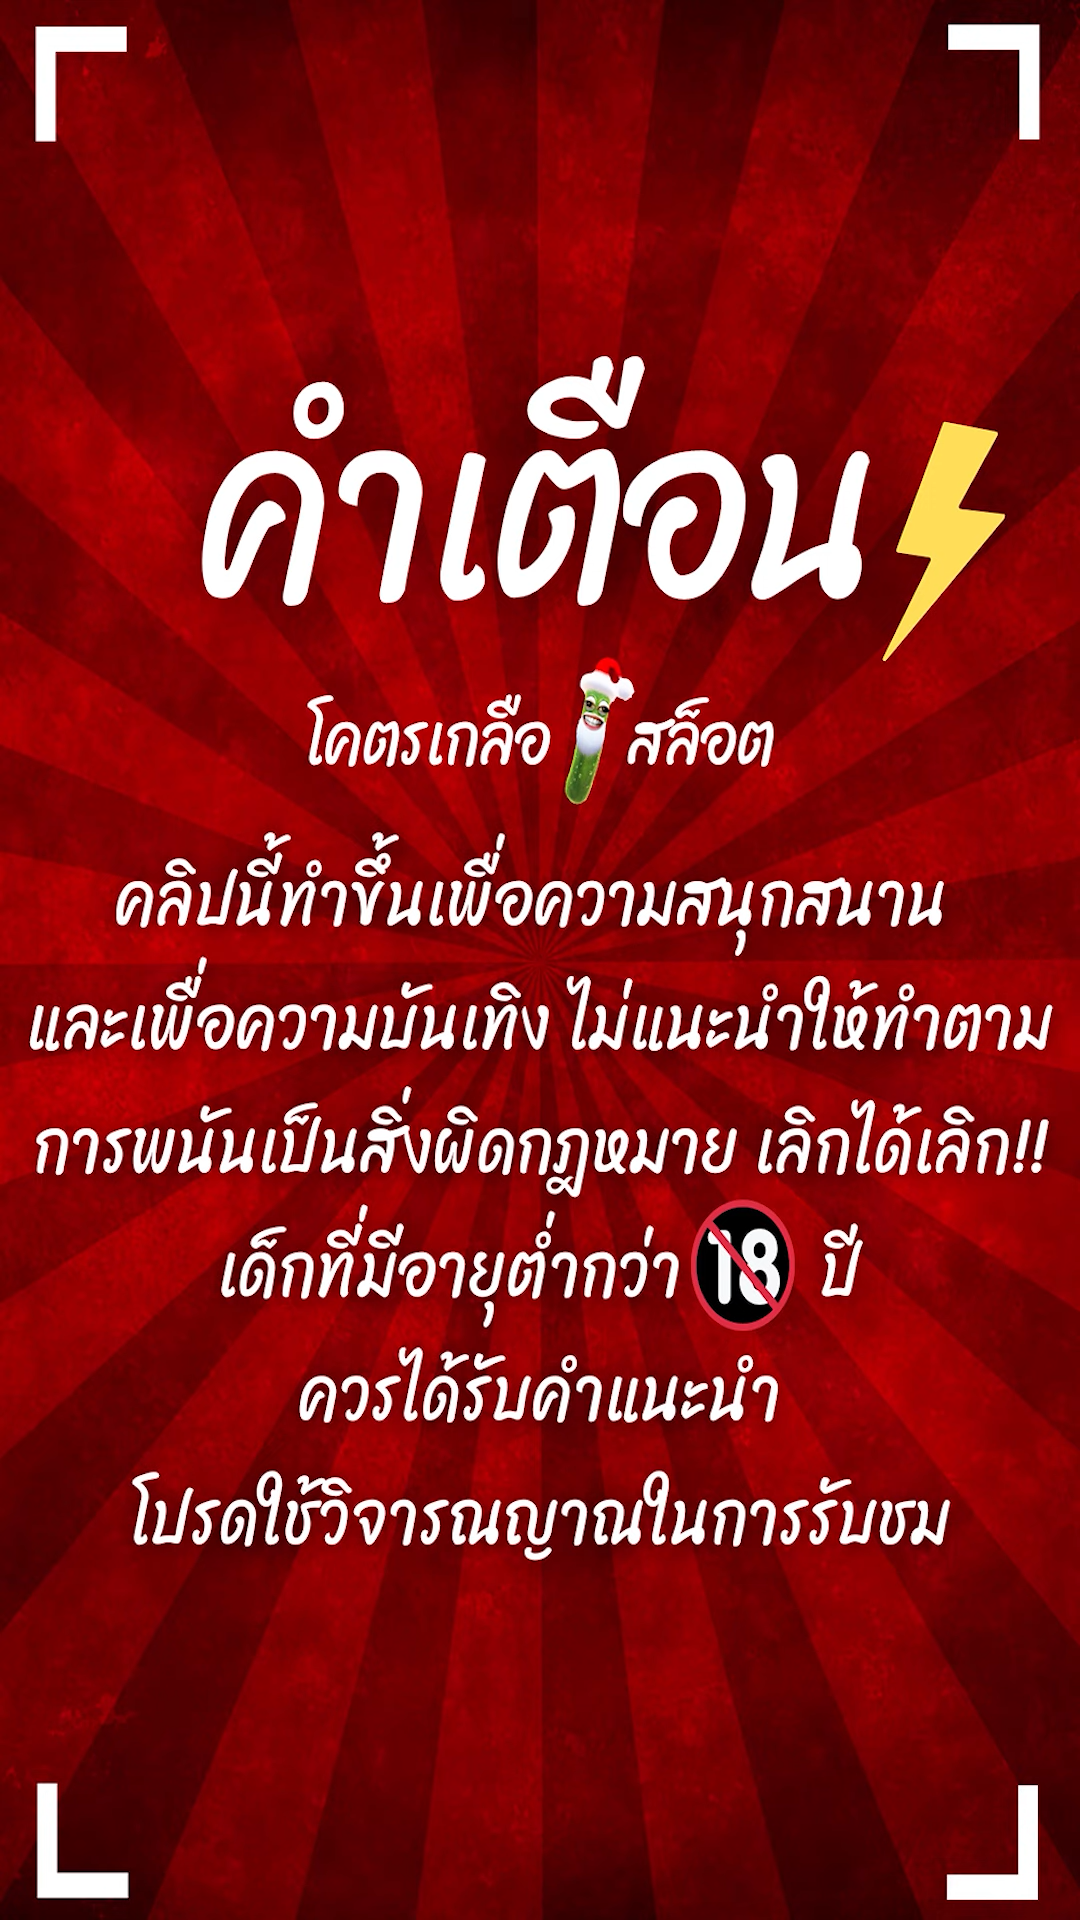 คำเตือน
โคตรเกลือ สล็อต
คลิปนี้ทำขึ้นเพื่อความสนุกสนาน
และเพื่อความบันเทิง ไม่แนะนำให้ทำตาม
การพนันเป็นสิ่งผิดกฎหมาย เลิกได้เลิก!!
เด็กที่มีอายุต่ำกว่า 18 ปี
ควรได้รับคำแนะนำ
โปรดใช้วิจารณญาณในการรับชม